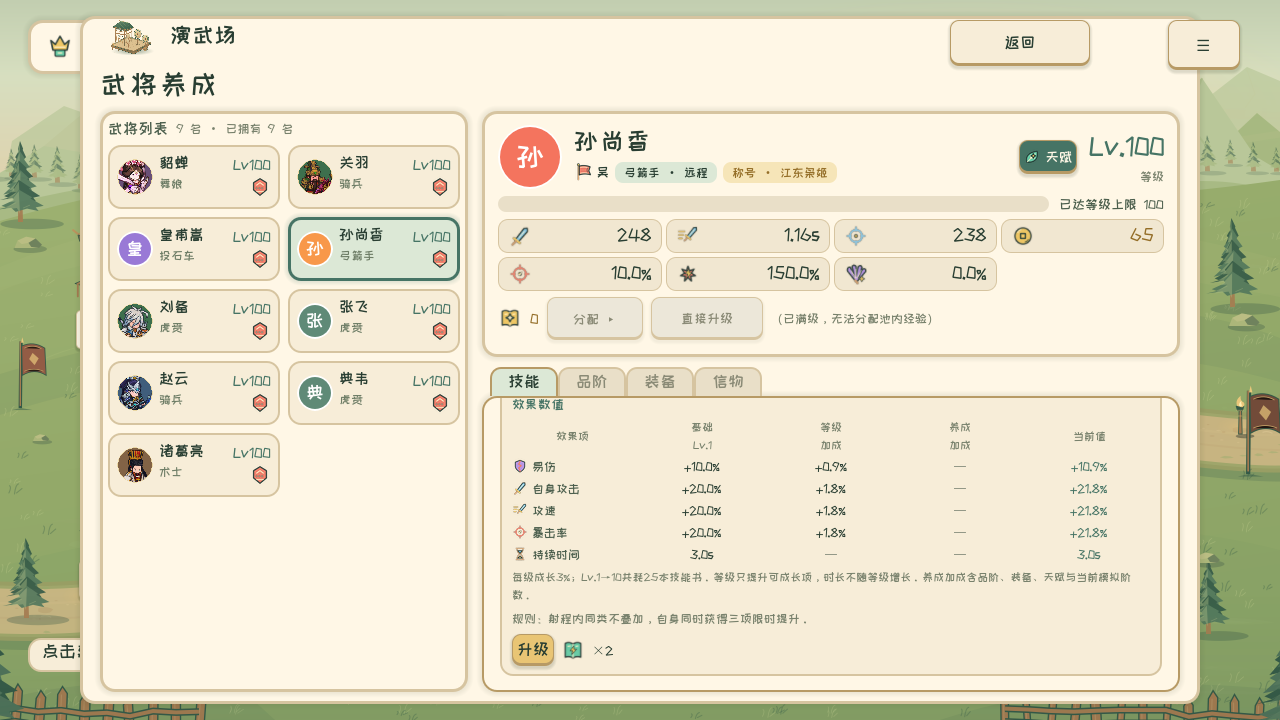 演武场
返回
☰
武将养成
武将列表 9 名 · 已拥有 9 名
貂蝉
舞娘
Lv100
关羽
骑兵
Lv100
皇
皇甫嵩
投石车
Lv100
孙
孙尚香
弓箭手
Lv100
刘备
虎贲
Lv100
张
张飞
虎贲
Lv100
赵云
骑兵
Lv100
典
典韦
虎贲
Lv100
诸葛亮
术士
Lv100
孙
孙尚香
吴 弓箭手 · 远程 称号 · 江东枭姬
天赋
Lv.100
等级
已达等级上限 100
248 1.165 238 65
10.0% 150.0% 0.0%
0 分配 ▸ 直接升级 (已满级，无法分配池内经验)
技能 品阶 装备 信物
效果数值
效果项 基础 Lv.1 等级 加成 养成 加成 当前值
易伤 +10.0% +0.9% — +10.9%
自身攻击 +20.0% +1.8% — +21.8%
攻速 +20.0% +1.8% — +21.8%
暴击率 +20.0% +1.8% — +21.8%
持续时间 3.0s — — 3.0s
每级成长3%；Lv.1→10共耗25本技能书。等级只提升可成长项，时长不随等级增长。养成加成含品阶、装备、天赋与当前模拟阶
数。
规则：射程内同类不叠加，自身同时获得三项限时提升。
升级 ×2
点击